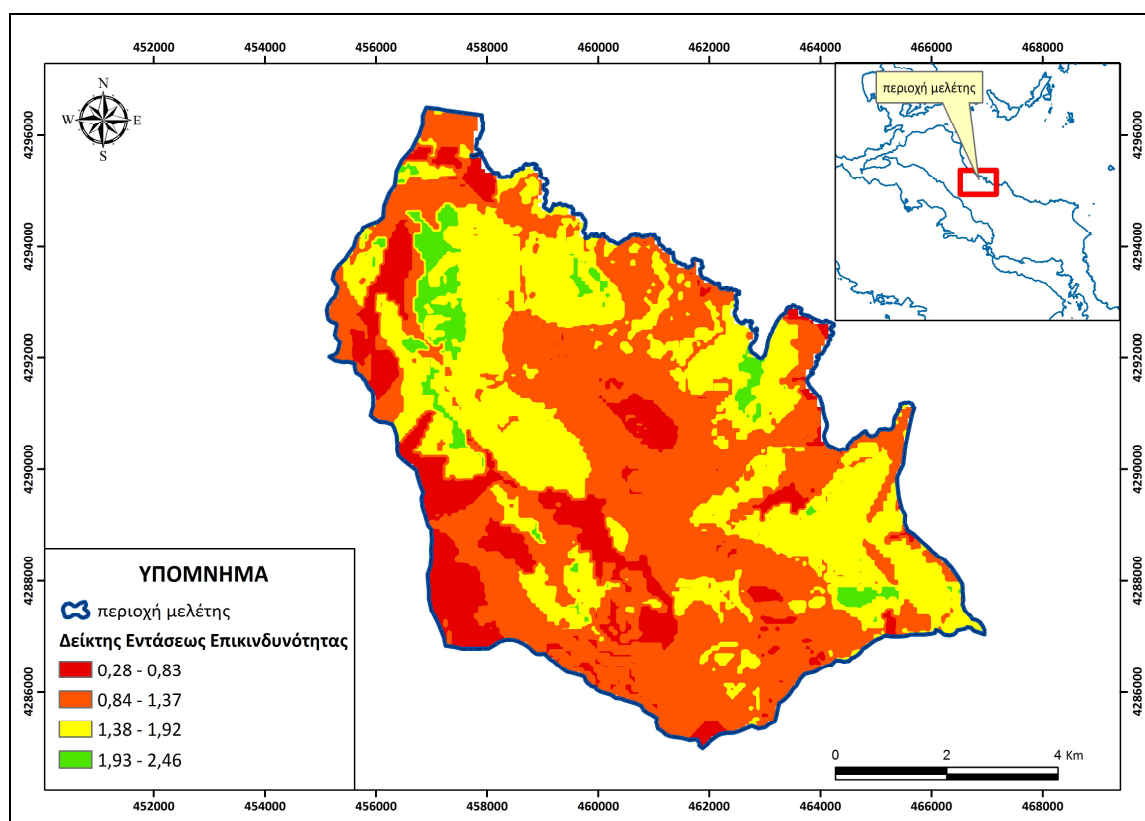 452000 454000 456000 458000 460000 462000 464000 466000 468000
N
W E
S
περιοχή μελέτης
4296000 4296000
4294000 4294000
4292000 4292000
4290000 4290000
4288000 4288000
4286000 4286000
ΥΠΟΜΝΗΜΑ
περιοχή μελέτης
Δείκτης Εντάσεως Επικινδυνότητας
0,28 - 0,83
0,84 - 1,37
1,38 - 1,92
1,93 - 2,46
0 2 4 Km
452000 454000 456000 458000 460000 462000 464000 466000 468000